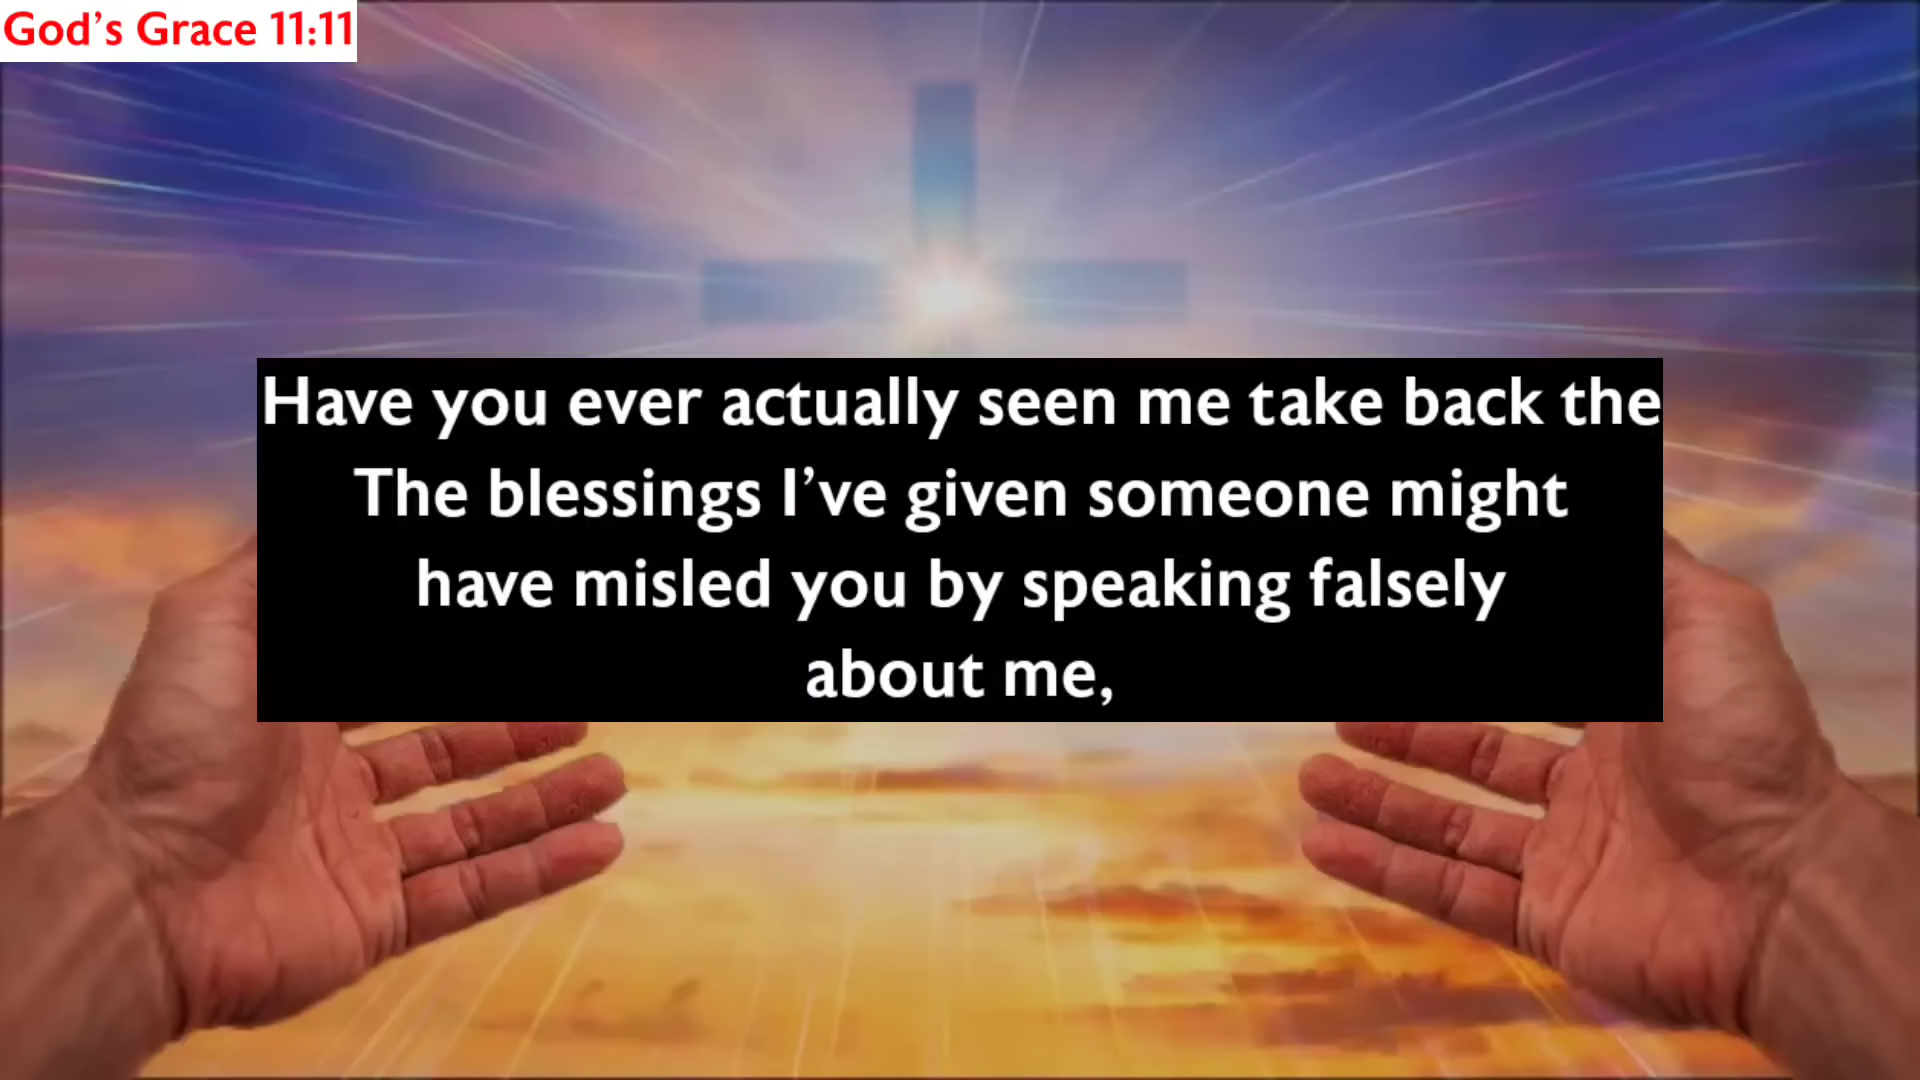 God’s Grace 11:11
Have you ever actually seen me take back the
The blessings I’ve given someone might
have misled you by speaking falsely
about me,